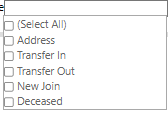 (Select All)
Address
Transfer In
Transfer Out
New Join
Deceased